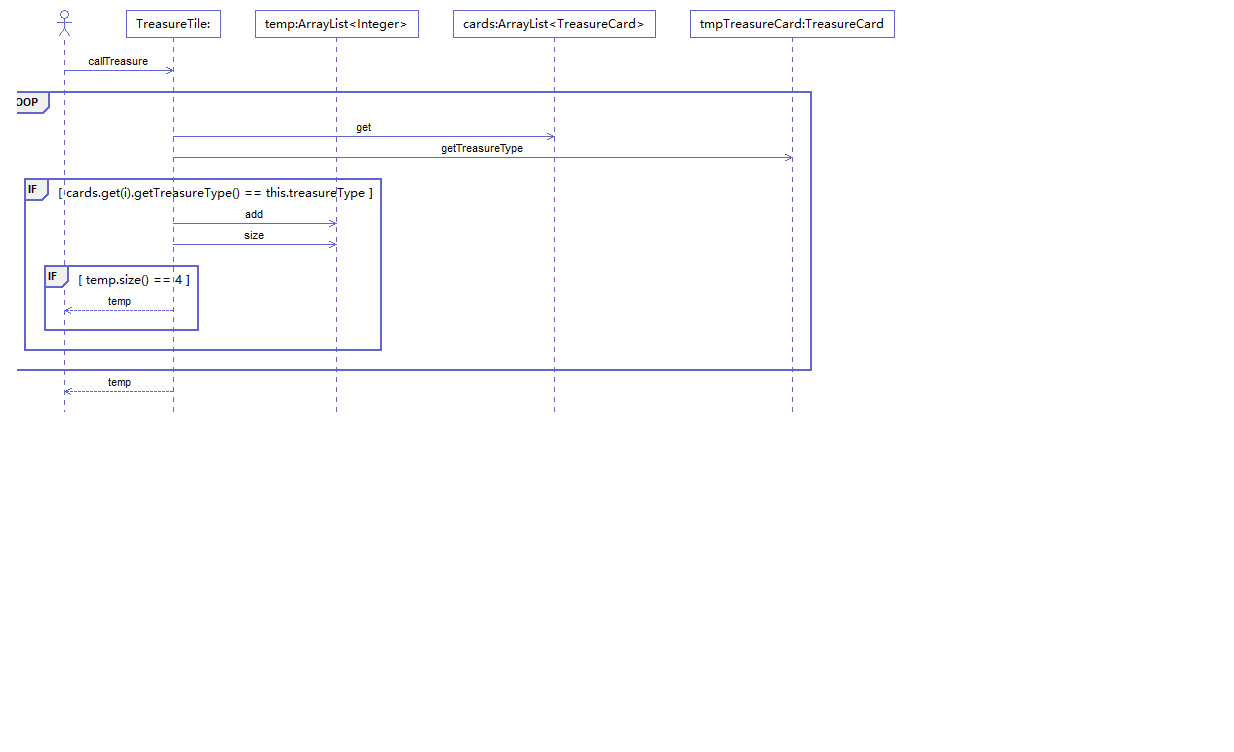 TreasureTile:
temp:ArrayList<Integer>
cards:ArrayList<TreasureCard>
tmpTreasureCard:TreasureCard
callTreasure
OOP
get
getTreasureType
IF
[ cards.get(i).getTreasureType() == this.treasureType ]
add
size
IF
[ temp.size() == 4 ]
temp
temp